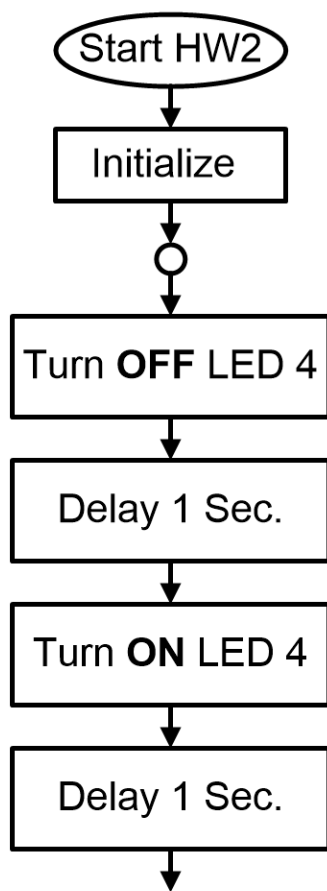 Start HW2
Initialize
Turn OFF LED 4
Delay 1 Sec.
Turn ON LED 4
Delay 1 Sec.